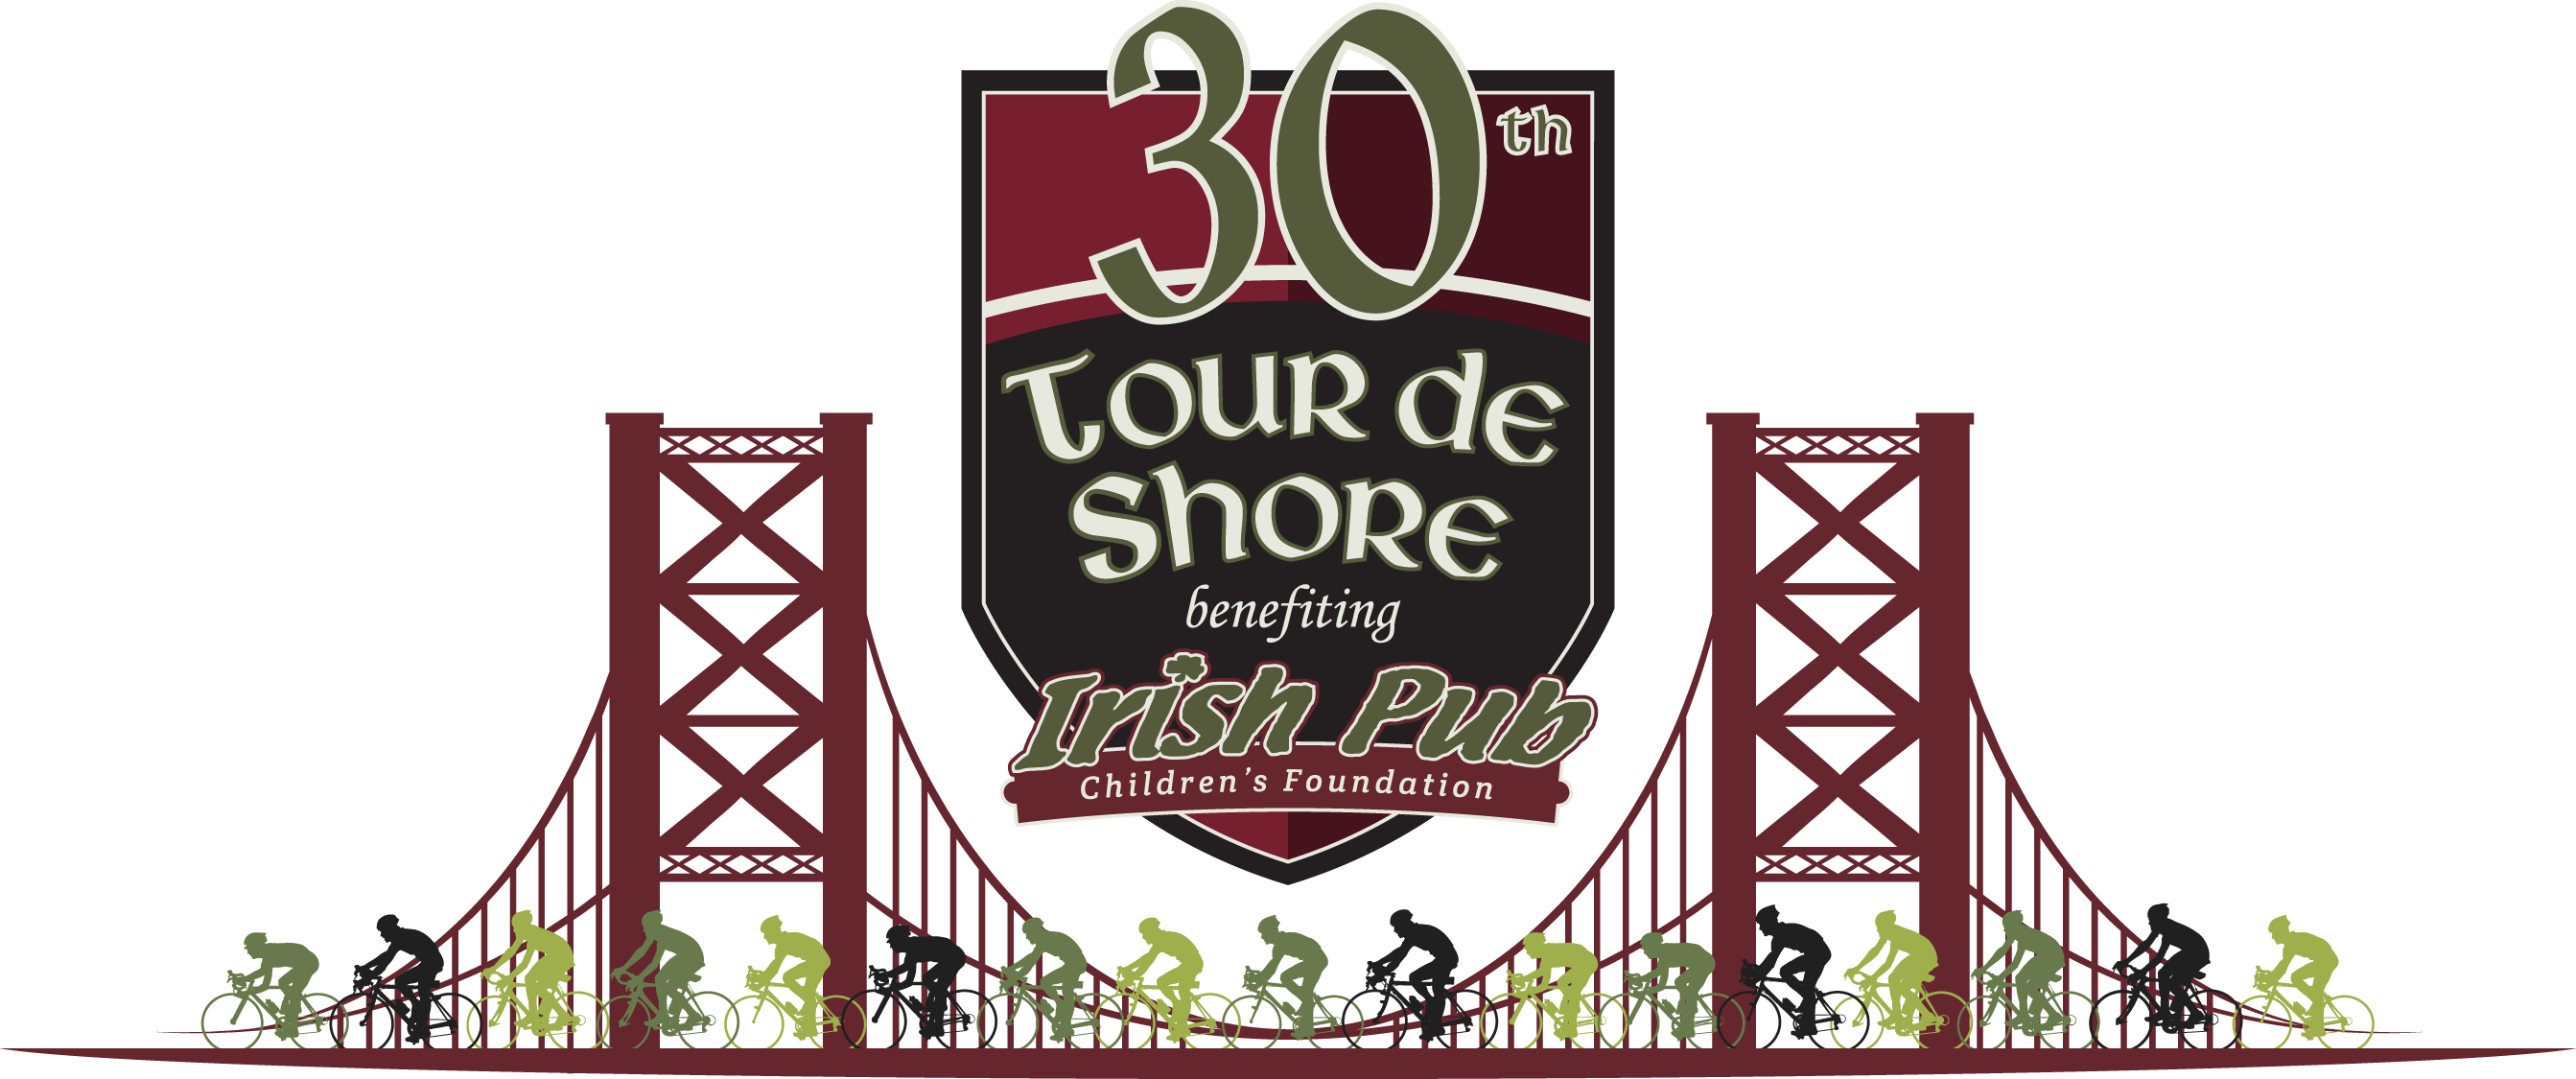 30th
Tour de
Shore
benefiting
Irish Pub
Children's Foundation